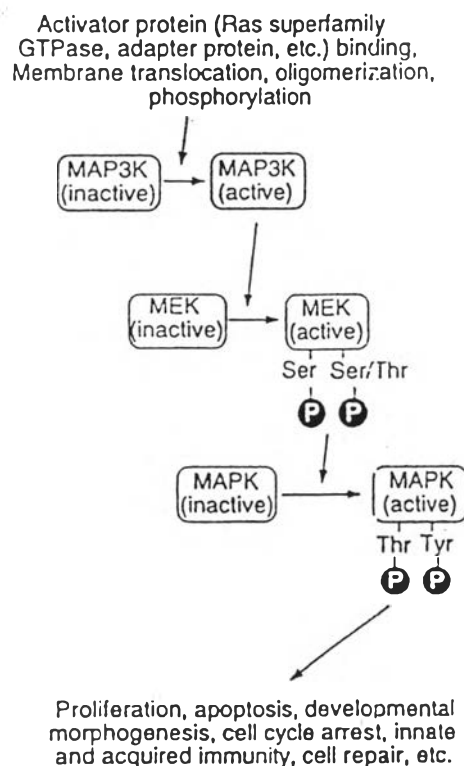 Activator protein (Ras superfamily
GTPase, adapter protein, etc.) binding,
Membrane translocation, oligomerization,
phosphorylation
MAP3K
(inactive)
MAP3K
(active)
MEK
(inactive)
MEK
(active)
Ser Ser/Thr
P P
MAPK
(inactive)
MAPK
(active)
Thr Tyr
P P
Proliferation, apoptosis, developmental
morphogenesis, cell cycle arrest, innate
and acquired immunity, cell repair, etc.